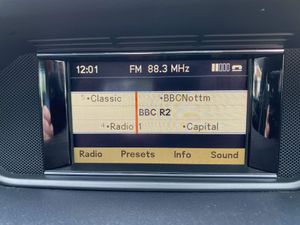 12:01 FM 88.3 MHz
•Classic •BBCNottm
BBC R2
•Radio 1 •Capital
Radio Presets Info Sound